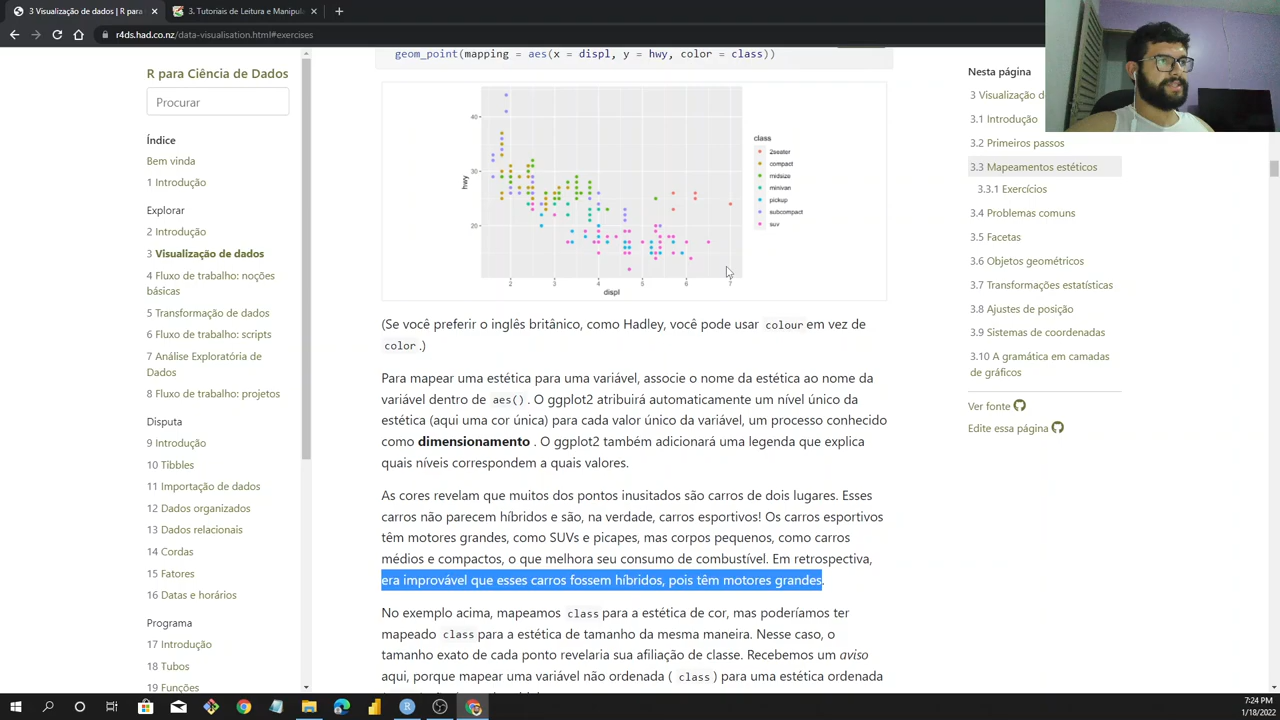 3 Visualização de dados | R para
3. Tutoriais de Leitura e Manipula
r4ds.had.co.nz/data-visualisation.html#exercises
R para Ciência de Dados
Procurar
Índice
Bem vinda
1 Introdução
Explorar
2 Introdução
3 Visualização de dados
4 Fluxo de trabalho: noções
básicas
5 Transformação de dados
6 Fluxo de trabalho: scripts
7 Análise Exploratória de
Dados
8 Fluxo de trabalho: projetos
Disputa
9 Introdução
10 Tibbles
11 Importação de dados
12 Dados organizados
13 Dados relacionais
14 Cordas
15 Fatores
16 Datas e horários
Programa
17 Introdução
18 Tubos
19 Funções
geom_point(mapping = aes(x = displ, y = hwy, color = class))
40
30
20
hwy
2 3 4 5 6 7
displ
class
2seater
compact
midsize
minivan
pickup
subcompact
suv
(Se você preferir o inglês britânico, como Hadley, você pode usar colour em vez de
color .)
Para mapear uma estética para uma variável, associe o nome da estética ao nome da
variável dentro de aes() . O ggplot2 atribuirá automaticamente um nível único da
estética (aqui uma cor única) para cada valor único da variável, um processo conhecido
como dimensionamento . O ggplot2 também adicionará uma legenda que explica
quais níveis correspondem a quais valores.
As cores revelam que muitos dos pontos inusitados são carros de dois lugares. Esses
carros não parecem híbridos e são, na verdade, carros esportivos! Os carros esportivos
têm motores grandes, como SUVs e picapes, mas corpos pequenos, como carros
médios e compactos, o que melhora seu consumo de combustível. Em retrospectiva,
era improvável que esses carros fossem híbridos, pois têm motores grandes.
No exemplo acima, mapeamos class para a estética de cor, mas poderíamos ter
mapeado class para a estética de tamanho da mesma maneira. Nesse caso, o
tamanho exato de cada ponto revelaria sua afiliação de classe. Recebemos um aviso
aqui, porque mapear uma variável não ordenada ( class ) para uma estética ordenada
Nesta página
3 Visualização d
3.1 Introdução
3.2 Primeiros passos
3.3 Mapeamentos estéticos
3.3.1 Exercícios
3.4 Problemas comuns
3.5 Facetas
3.6 Objetos geométricos
3.7 Transformações estatísticas
3.8 Ajustes de posição
3.9 Sistemas de coordenadas
3.10 A gramática em camadas
de gráficos
Ver fonte
Edite essa página
7:24 PM
1/18/2022